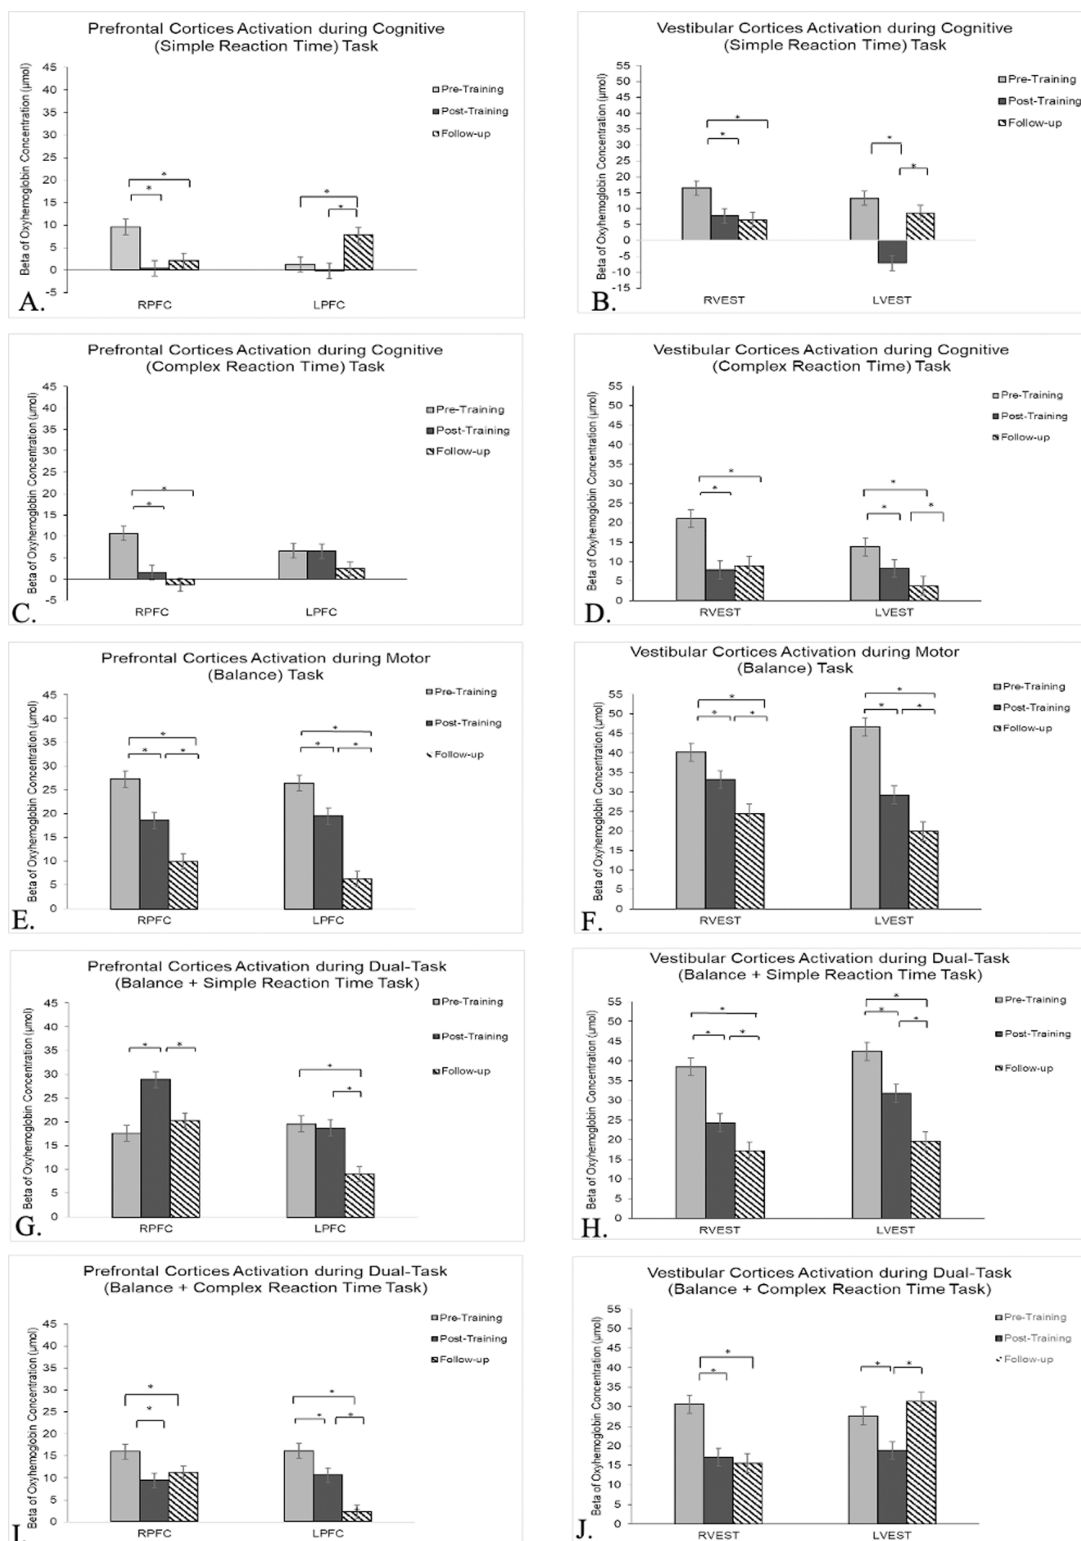 Prefrontal Cortices Activation during Cognitive
(Simple Reaction Time) Task
Beta of Oxyhemoglobin Concentration (µmol)
45
40
35
30
25
20
15
10
5
0
-5
Pre-Training
Post-Training
Follow-up
*
*
*
*
RPFC
LPFC
A.
Vestibular Cortices Activation during Cognitive
(Simple Reaction Time) Task
Beta of Oxyhemoglobin Concentration (µmol)
55
50
45
40
35
30
25
20
15
10
5
0
-5
-10
-15
Pre-Training
Post-Training
Follow-up
*
*
*
*
RVEST
LVEST
B.
Prefrontal Cortices Activation during Cognitive
(Complex Reaction Time) Task
Beta of Oxyhemoglobin Concentration (µmol)
45
40
35
30
25
20
15
10
5
0
-5
Pre-Training
Post-Training
Follow-up
*
*
RPFC
LPFC
C.
Vestibular Cortices Activation during Cognitive
(Complex Reaction Time) Task
Beta of Oxyhemoglobin Concentration (µmol)
55
50
45
40
35
30
25
20
15
10
5
0
Pre-Training
Post-Training
Follow-up
*
*
*
*
*
RVEST
LVEST
D.
Prefrontal Cortices Activation during Motor
(Balance) Task
Beta of Oxyhemoglobin Concentration (µmol)
45
40
35
30
25
20
15
10
5
0
Pre-Training
Post-Training
Follow-up
*
*
*
*
*
*
RPFC
LPFC
E.
Vestibular Cortices Activation during Motor
(Balance) Task
Beta of Oxyhemoglobin Concentration (µmol)
55
50
45
40
35
30
25
20
15
10
5
0
Pre-Training
Post-Training
Follow-up
*
*
*
*
*
*
RVEST
LVEST
F.
Prefrontal Cortices Activation during Dual-Task
(Balance + Simple Reaction Time Task)
Beta of Oxyhemoglobin Concentration (µmol)
45
40
35
30
25
20
15
10
5
0
Pre-Training
Post-Training
Follow-up
*
*
*
*
RPFC
LPFC
G.
Vestibular Cortices Activation during Dual-Task
(Balance + Simple Reaction Time Task)
Beta of Oxyhemoglobin Concentration (µmol)
55
50
45
40
35
30
25
20
15
10
5
0
Pre-Training
Post-Training
Follow-up
*
*
*
*
*
*
RVEST
LVEST
H.
Prefrontal Cortices Activation during Dual-Task
(Balance + Complex Reaction Time Task)
Beta of Oxyhemoglobin Concentration (µmol)
45
40
35
30
25
20
15
10
5
0
Pre-Training
Post-Training
Follow-up
*
*
*
*
*
RPFC
LPFC
I.
Vestibular Cortices Activation during Dual-Task
(Balance + Complex Reaction Time Task)
Beta of Oxyhemoglobin Concentration (µmol)
55
50
45
40
35
30
25
20
15
10
5
0
Pre-Training
Post-Training
Follow-up
*
*
*
*
RVEST
LVEST
J.